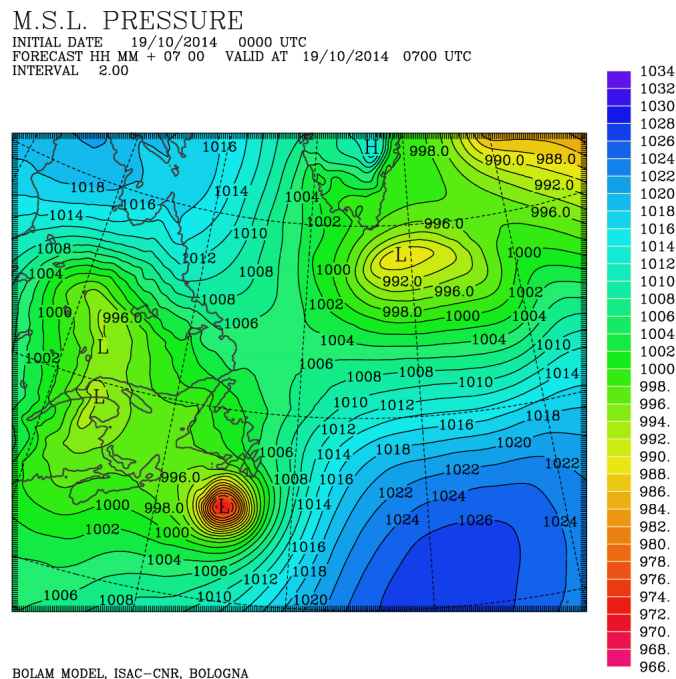 M.S.L. PRESSURE
INITIAL DATE 19/10/2014 0000 UTC
FORECAST HH MM + 07 00 VALID AT 19/10/2014 0700 UTC
INTERVAL 2.00
1034
1032
1030
1028
1026
1024
1022
1020
1018
1016
1014
1012
1010
1008
1006
1004
1002
1000
998.
996.
994.
992.
990.
988.
986.
984.
982.
980.
978.
976.
974.
972.
970.
968.
966.
1016 H 998.0 990.0 988.0
1018 1014 1004 992.0
1014 1016 1002 996.0 996.0
1008 1010
1004 1012 1008 1000 L 1000
992.0 996.0 1002
1000 996.0 1008 1002 998.0 1000 1004
1006
1002 L 1004 1004 1010
1006 1008 1008 1014
L 1010 1010 1012
1012 1016 1018
1006 1014 1018 1020
996.0 1008 1016 1022 1022
1000 998.0 L 1014 1022 1024
1002 1000 1024 1026 1024
1004 1016
1006 1012 1018
1006 1008 1010 1020
BOLAM MODEL, ISAC-CNR, BOLOGNA